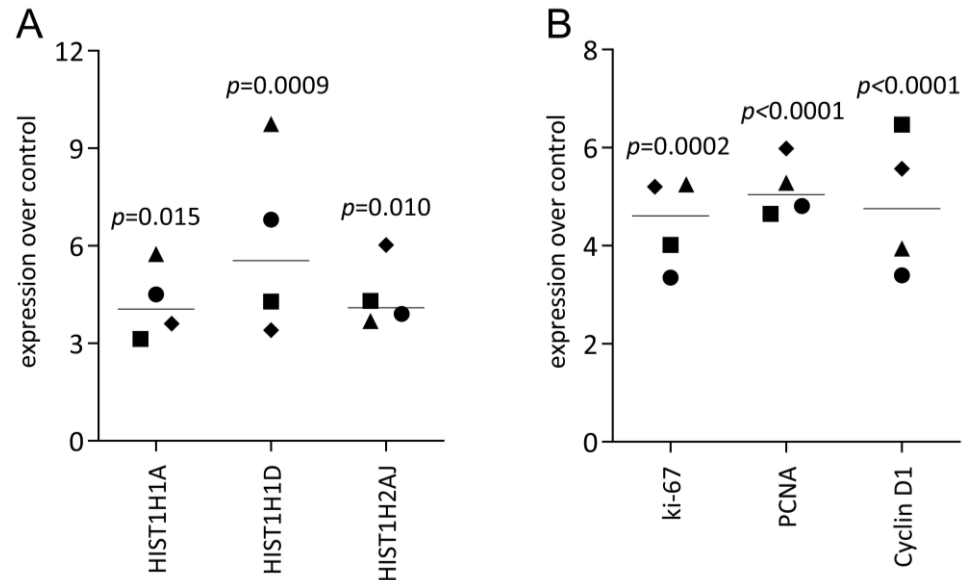 A
expression over control
12
9
6
3
0
p=0.015
p=0.0009
p=0.010
HIST1H1A
HIST1H1D
HIST1H2AJ
B
expression over control
8
6
4
2
0
p=0.0002
p<0.0001
p<0.0001
ki-67
PCNA
Cyclin D1